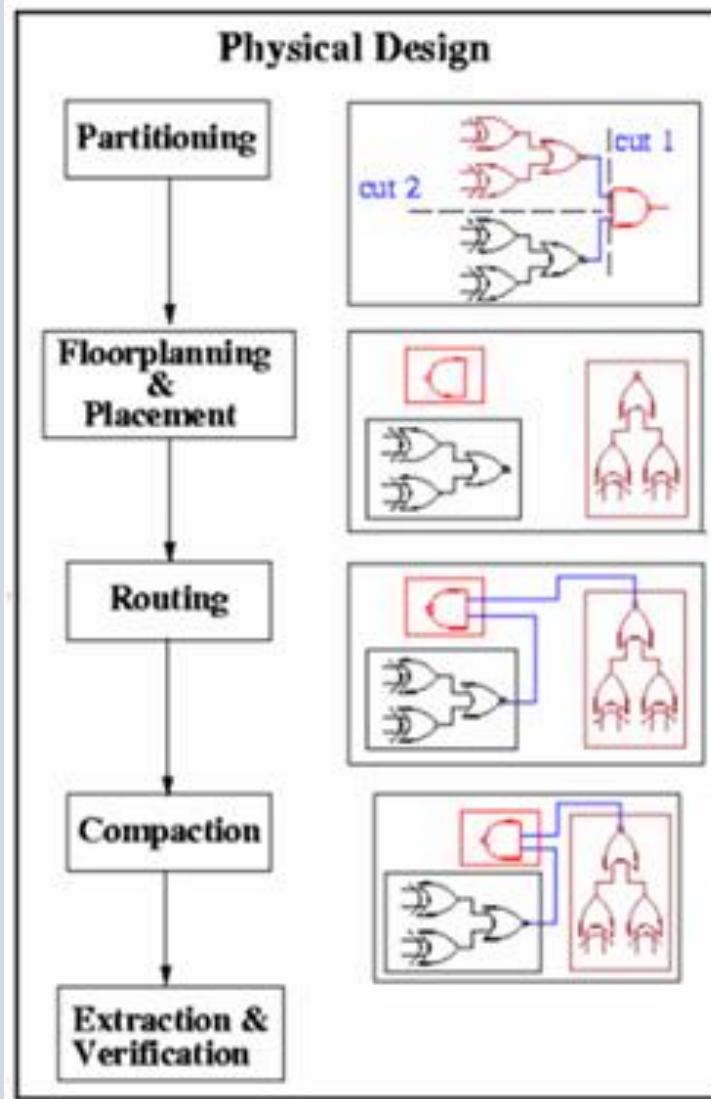 Physical Design
Partitioning
cut 1
cut 2
Floorplanning
&
Placement
Routing
Compaction
Extraction &
Verification